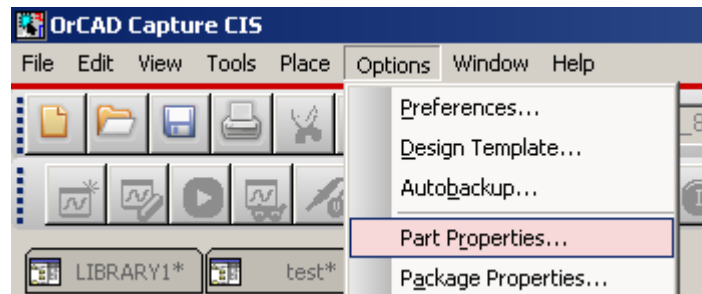 OrCAD Capture CIS
File Edit View Tools Place Options Window Help
Preferences...
Design Template...
Autobackup...
Part Properties...
Package Properties...
LIBRARY1* test*